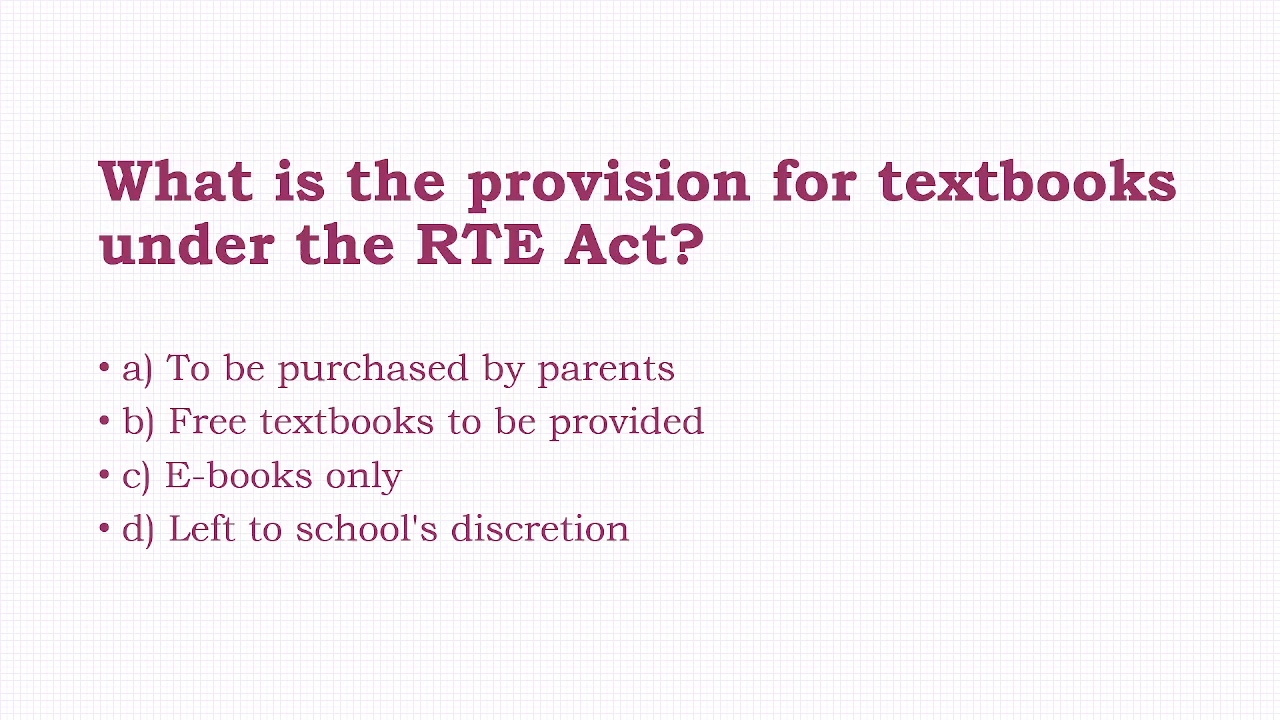 What is the provision for textbooks
under the RTE Act?
• a) To be purchased by parents
• b) Free textbooks to be provided
• c) E-books only
• d) Left to school's discretion